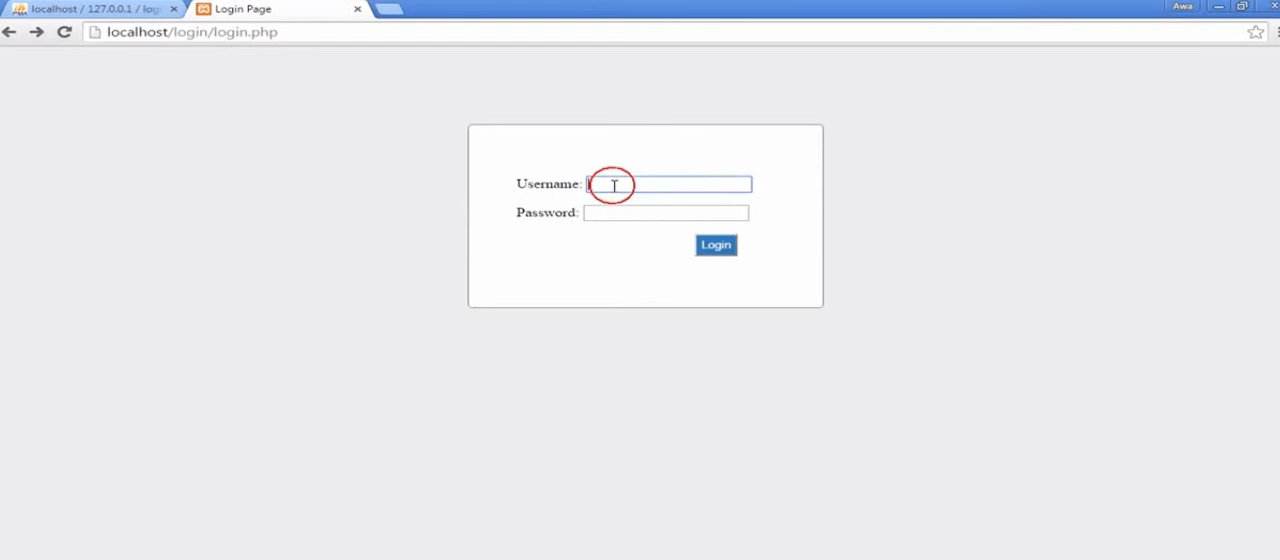 localhost / 127.0.0.1 / log
Login Page
Awa
localhost/login/login.php
Username:
Password:
Login